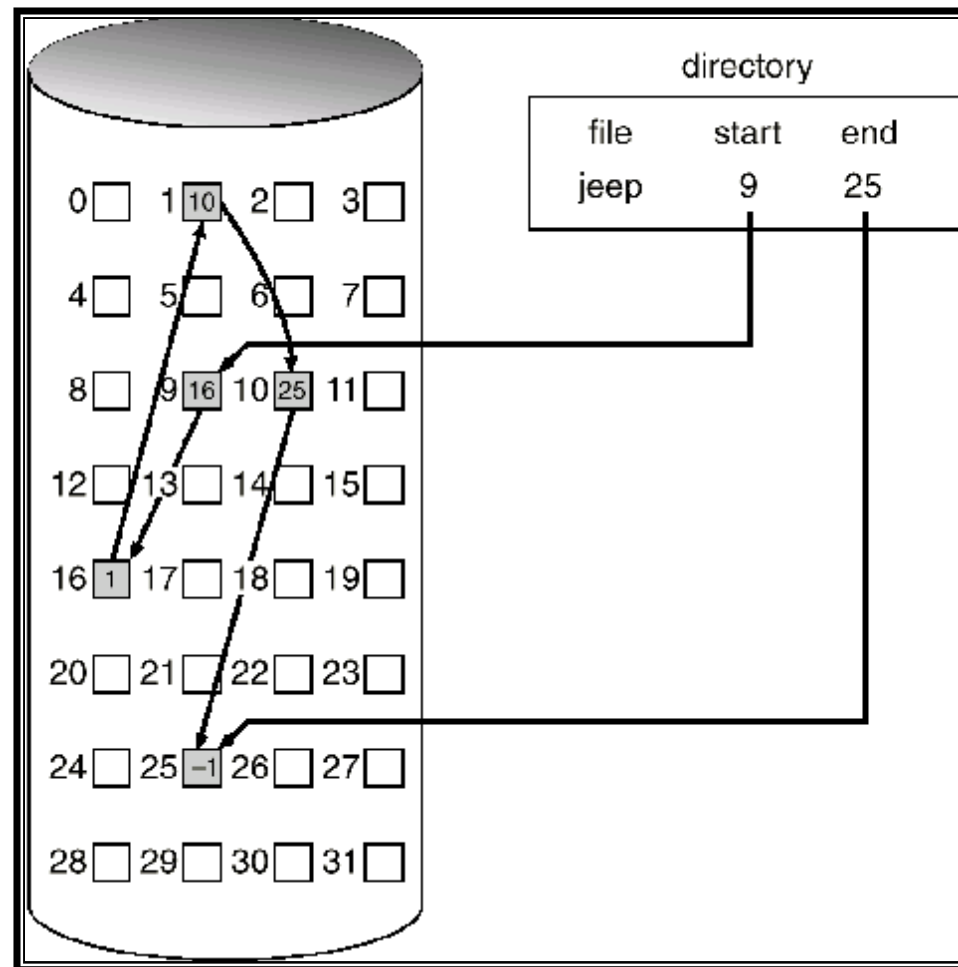 directory
file start end
jeep 9 25
0 1 10 2 3
4 5 6 7
8 9 16 10 25 11
12 13 14 15
16 1 17 18 19
20 21 22 23
24 25 –1 26 27
28 29 30 31